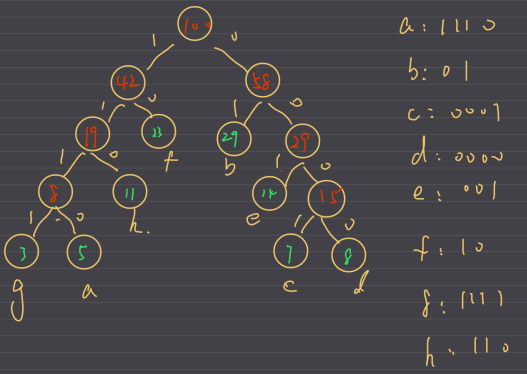 100
1 0
42 58
1 0 1 0
19 23 29 29
f b
1 0 1 0
8 11 14 15
h. e
1 0 1 0
3 5 7 8
g a c d
a: 1110
b: 01
c: 0001
d: 0000
e: 001
f: 10
g: 1111
h: 110